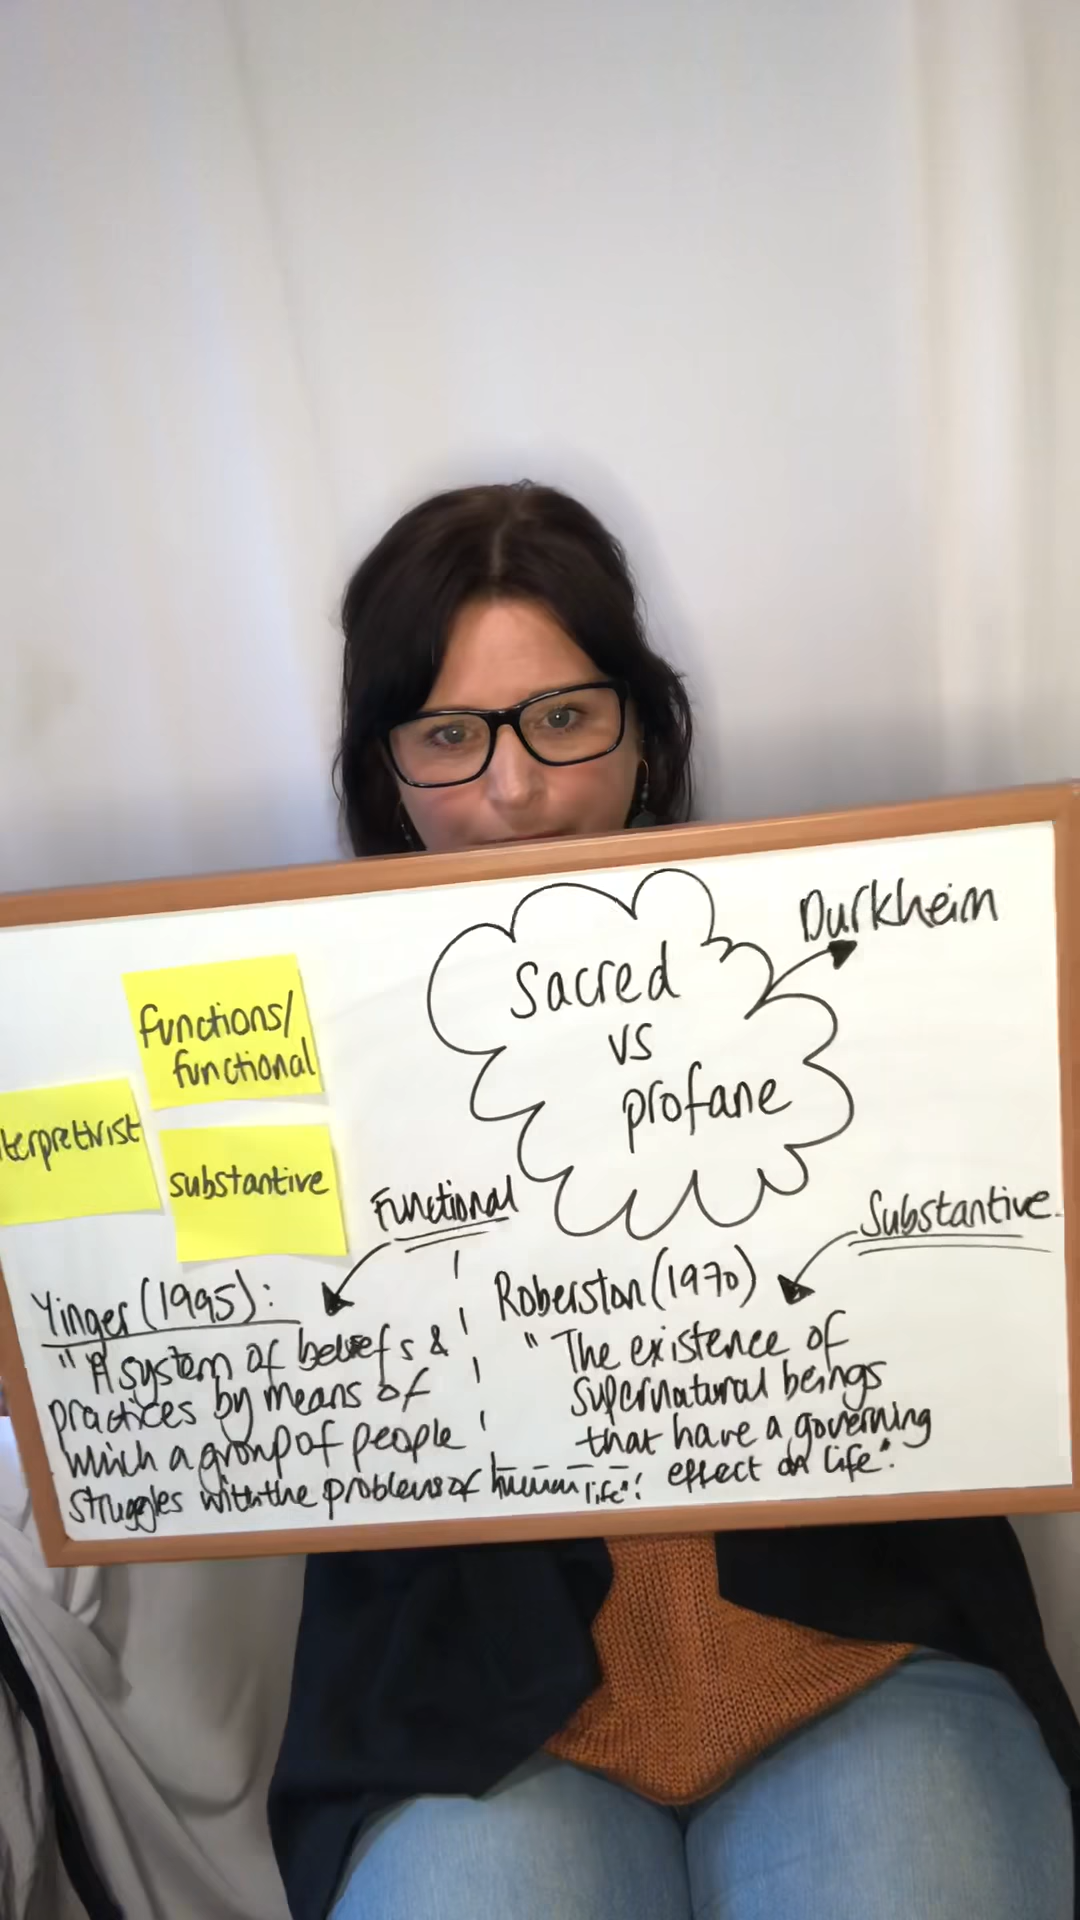 Sacred
vs
profane
Durkheim
functions/
functional
terpretivist
substantive
Functional
Yinger (1995):
"A system of beliefs &
practices by means of
which a group of people
struggles with the problems of human life".
Substantive.
Roberston (1970)
"The existence of
supernatural beings
that have a governing
effect on life".